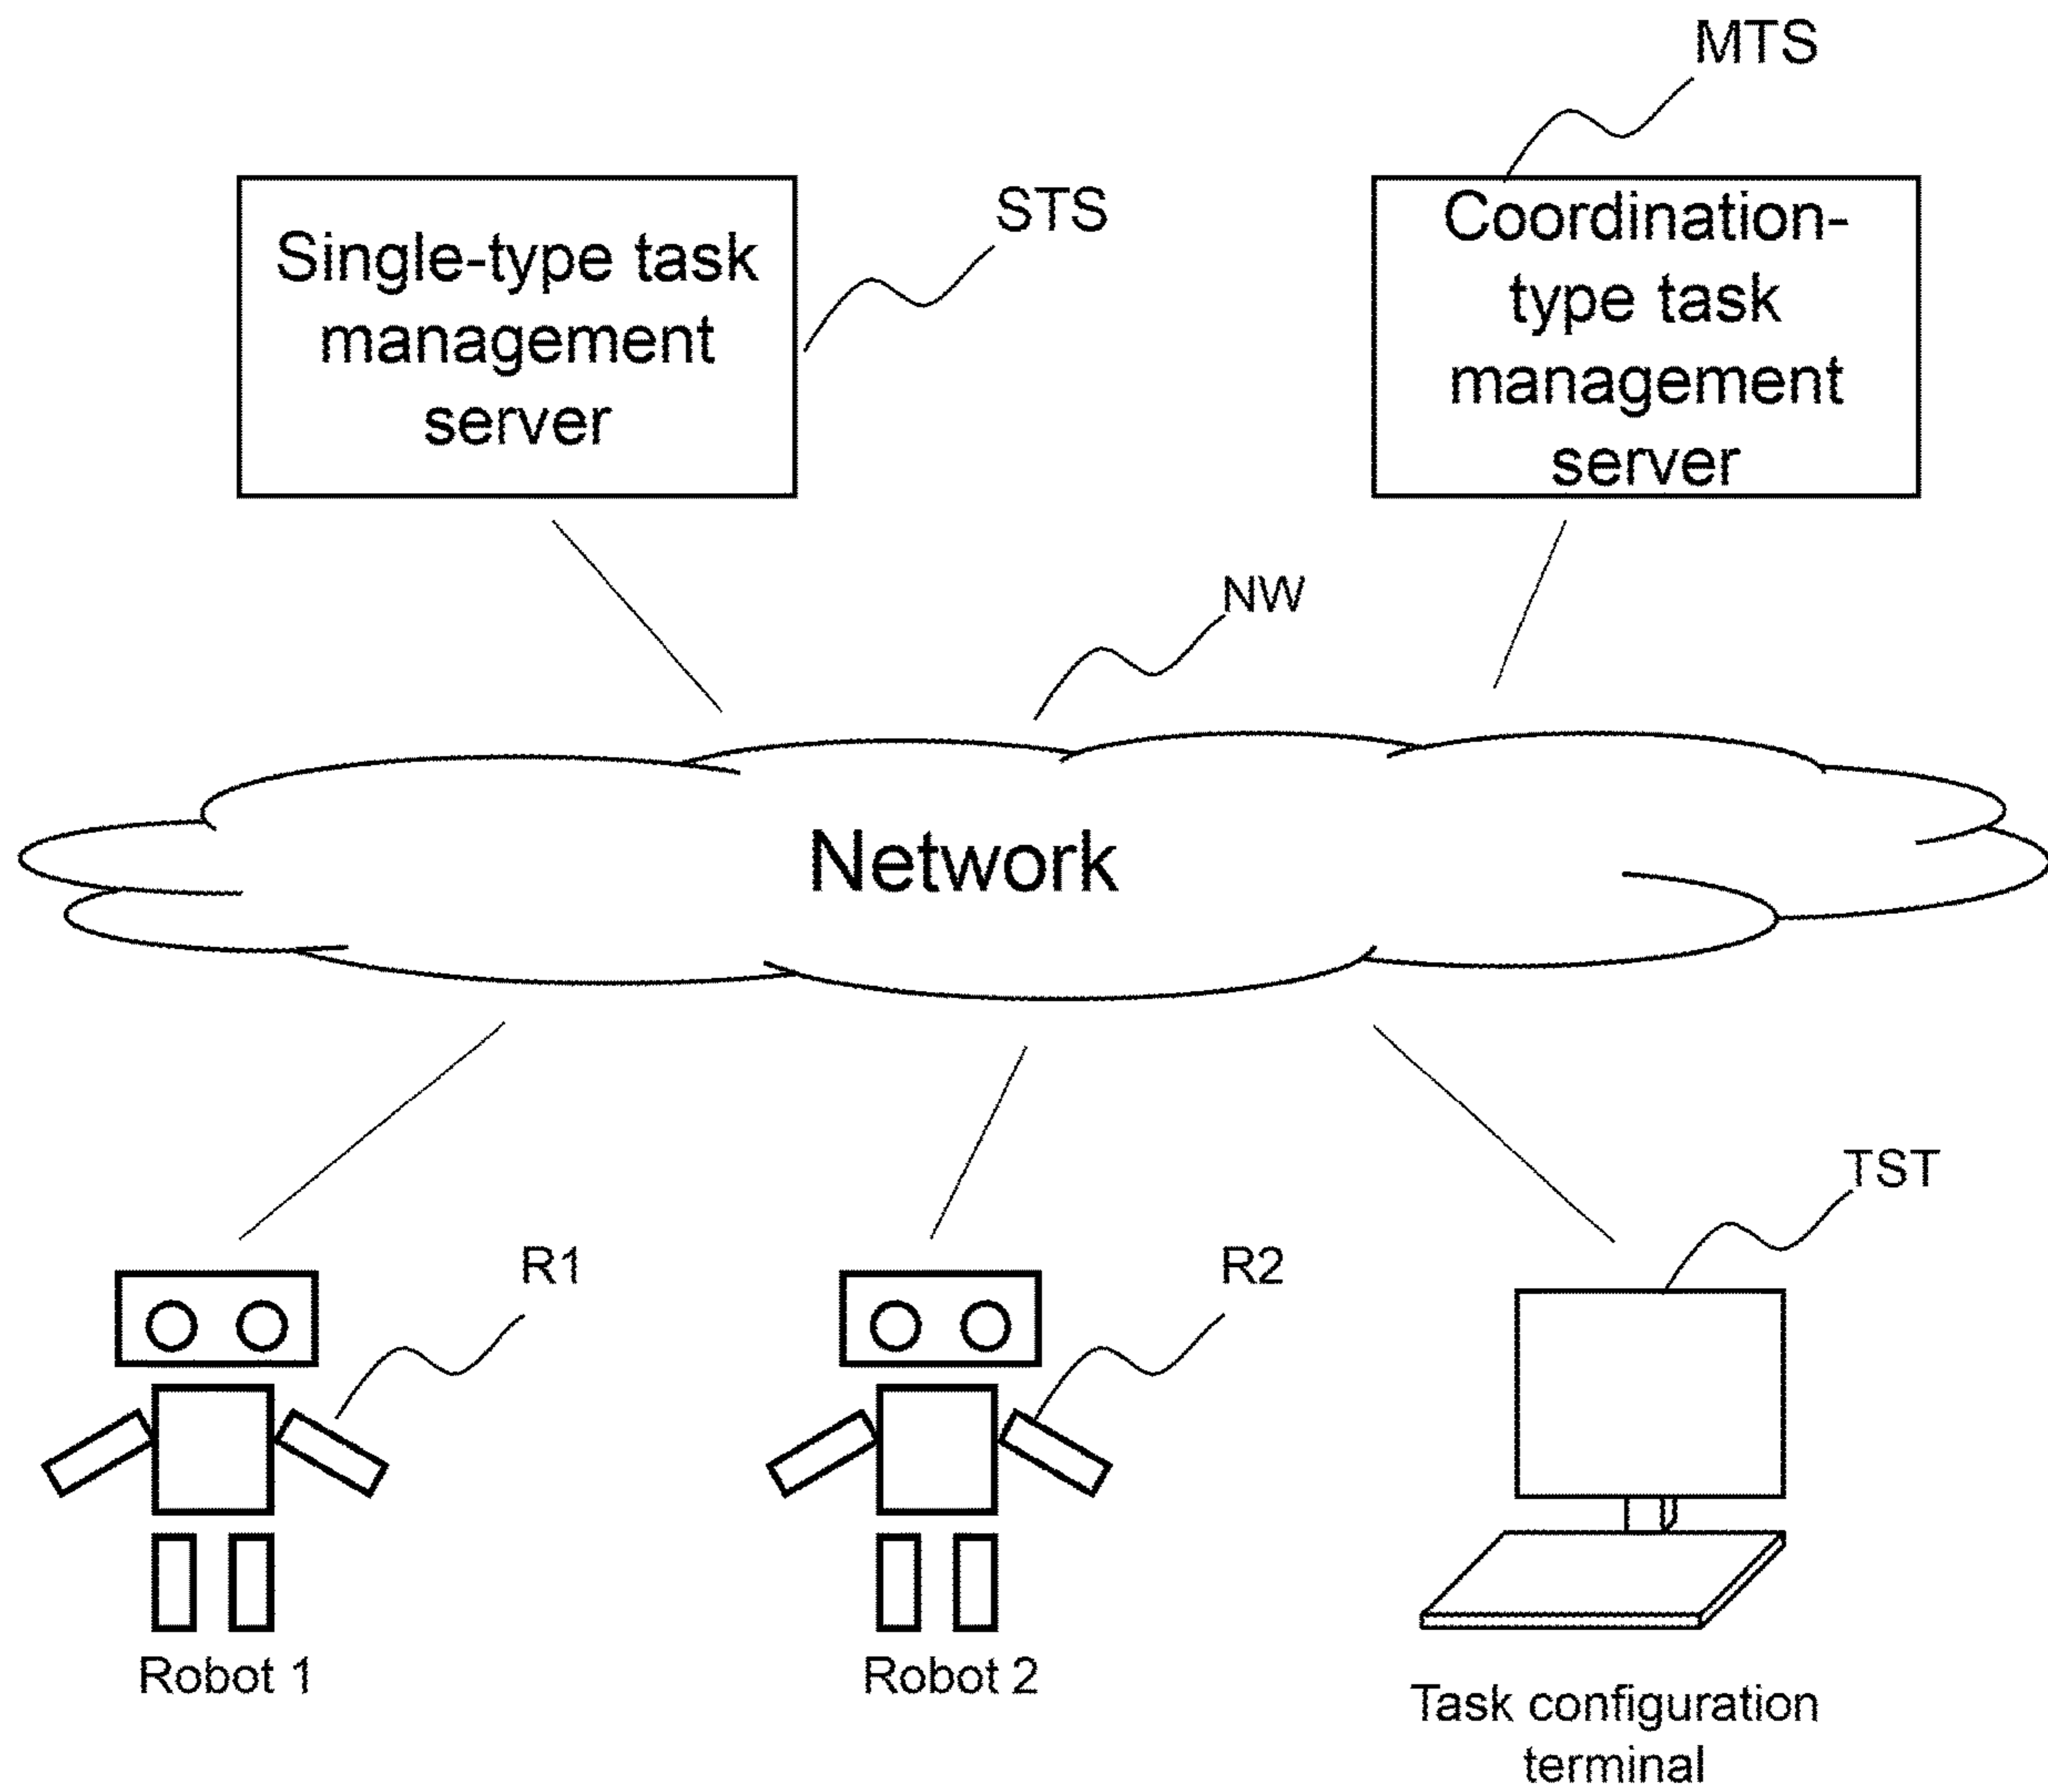 MTS
STS
Single-type task
management
server
Coordination-
type task
management
server
NW
Network
TST
R1
R2
Robot 1
Robot 2
Task configuration
terminal